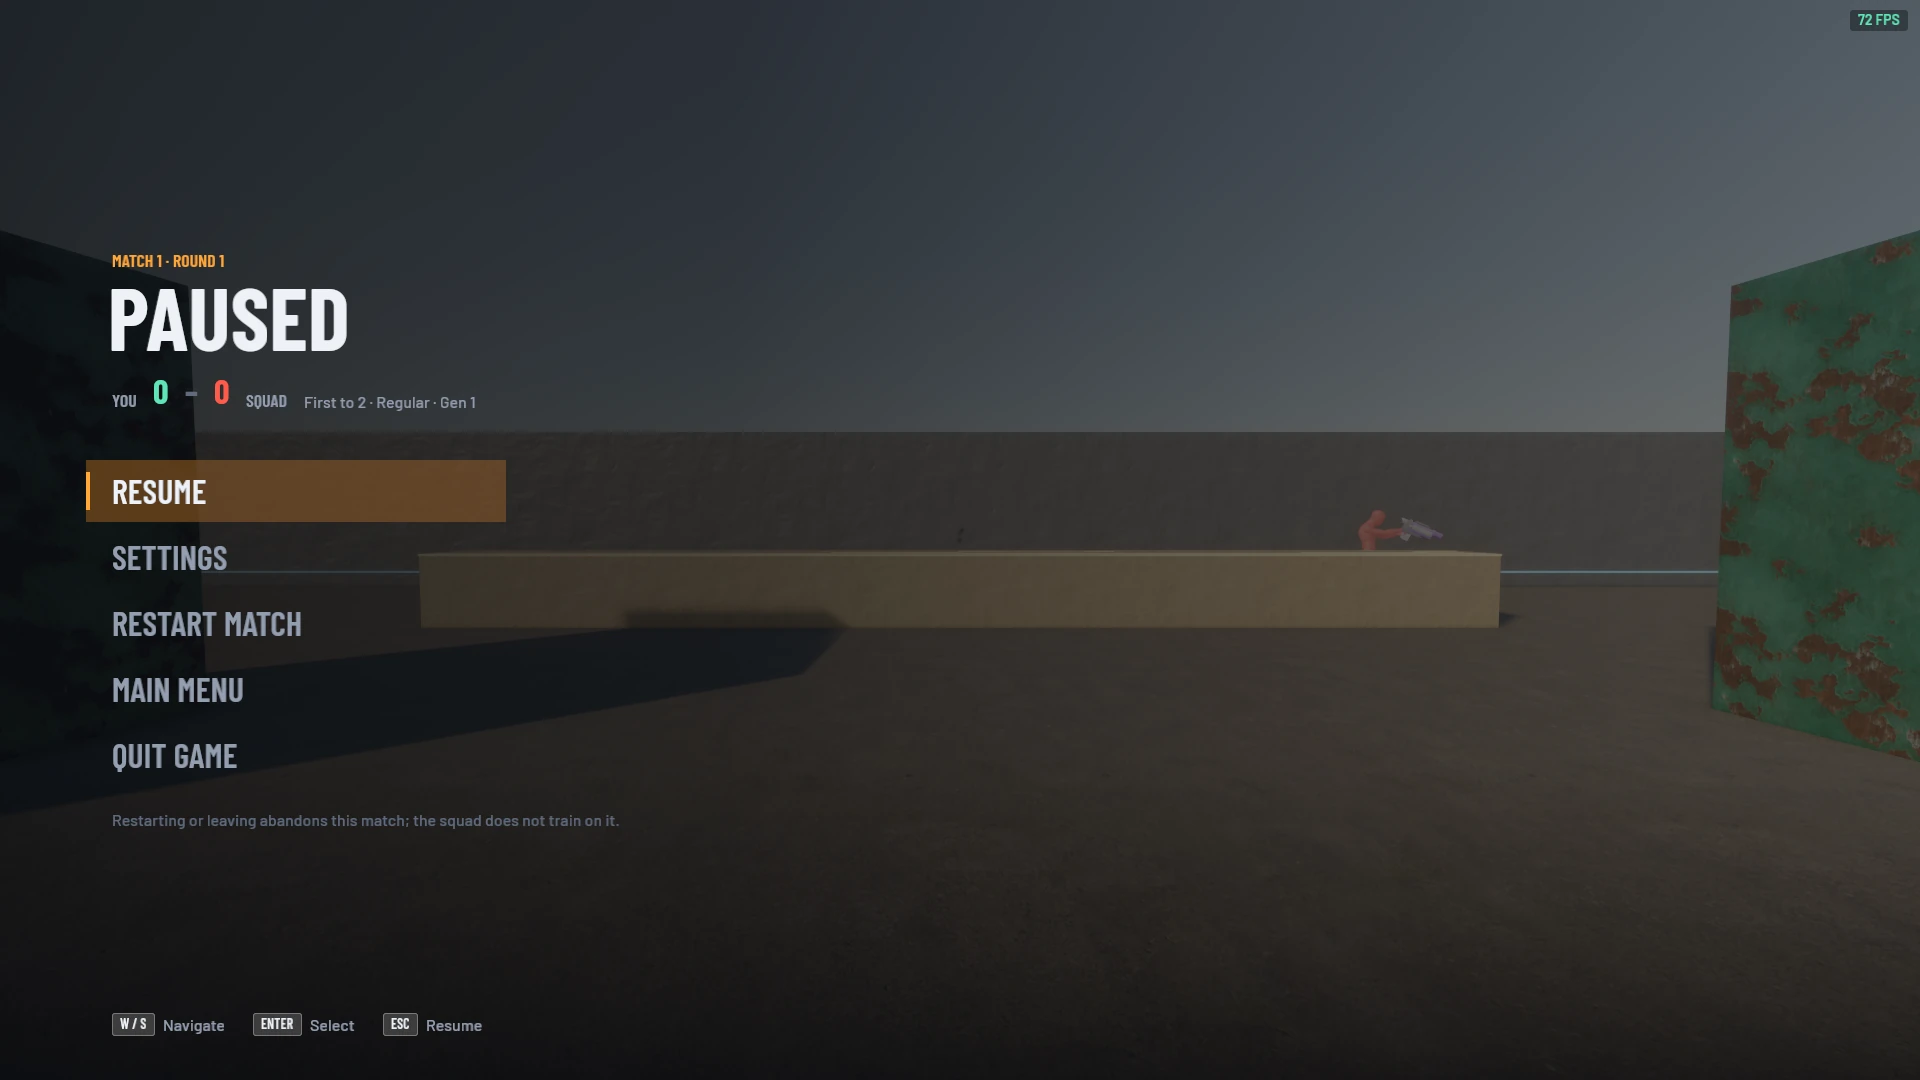 72 FPS
MATCH 1 · ROUND 1
PAUSED
YOU 0 – 0 SQUAD First to 2 · Regular · Gen 1
RESUME
SETTINGS
RESTART MATCH
MAIN MENU
QUIT GAME
Restarting or leaving abandons this match; the squad does not train on it.
W / S Navigate ENTER Select ESC Resume